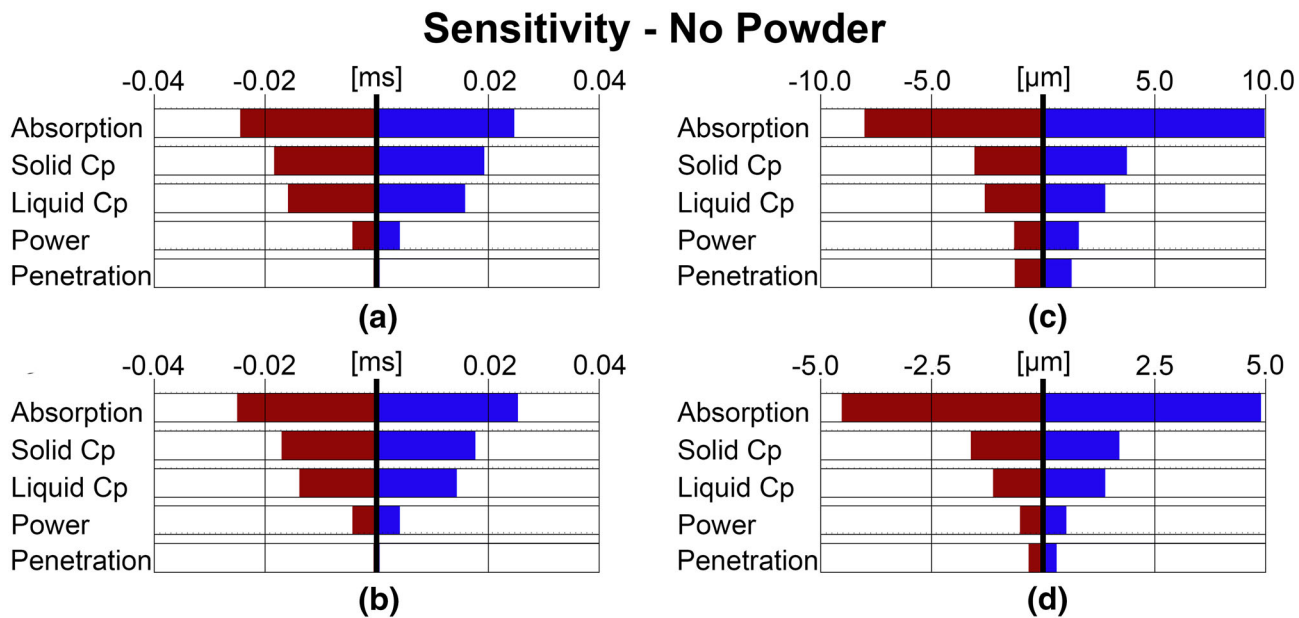 Sensitivity - No Powder
-0.04 -0.02 [ms] 0.02 0.04
Absorption
Solid Cp
Liquid Cp
Power
Penetration
(a)
-10.0 -5.0 [µm] 5.0 10.0
Absorption
Solid Cp
Liquid Cp
Power
Penetration
(c)
-0.04 -0.02 [ms] 0.02 0.04
Absorption
Solid Cp
Liquid Cp
Power
Penetration
(b)
-5.0 -2.5 [µm] 2.5 5.0
Absorption
Solid Cp
Liquid Cp
Power
Penetration
(d)